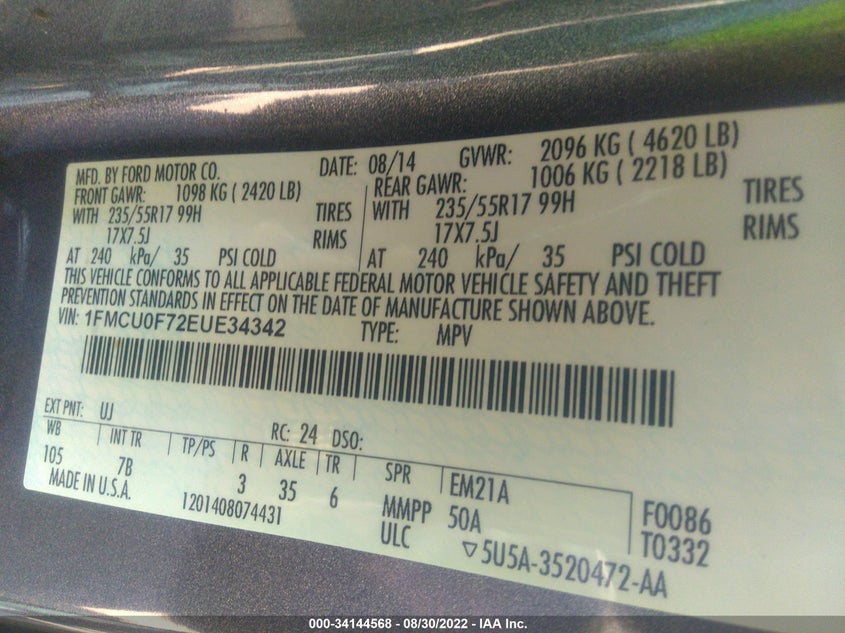 MFD. BY FORD MOTOR CO. DATE: 08/14 GVWR: 2096 KG ( 4620 LB)
FRONT GAWR: 1098 KG ( 2420 LB) REAR GAWR: 1006 KG ( 2218 LB)
WITH 235/55R17 99H TIRES WITH 235/55R17 99H TIRES
17X7.5J RIMS 17X7.5J RIMS
AT 240 kPa/ 35 PSI COLD AT 240 kPa/ 35 PSI COLD
THIS VEHICLE CONFORMS TO ALL APPLICABLE FEDERAL MOTOR VEHICLE SAFETY AND THEFT
PREVENTION STANDARDS IN EFFECT ON THE DATE OF MANUFACTURE SHOWN ABOVE.
VIN: 1FMCU0F72EUE34342 TYPE: MPV
EXT PNT: UJ RC: 24 DSO:
WB INT TR TP/PS R AXLE TR SPR EM21A
105 7B 3 35 6 MMPP 50A F0086
MADE IN U.S.A. 1201408074431 ULC ▽5U5A-3520472-AA T0332
000-34144568 - 08/30/2022 - IAA Inc.